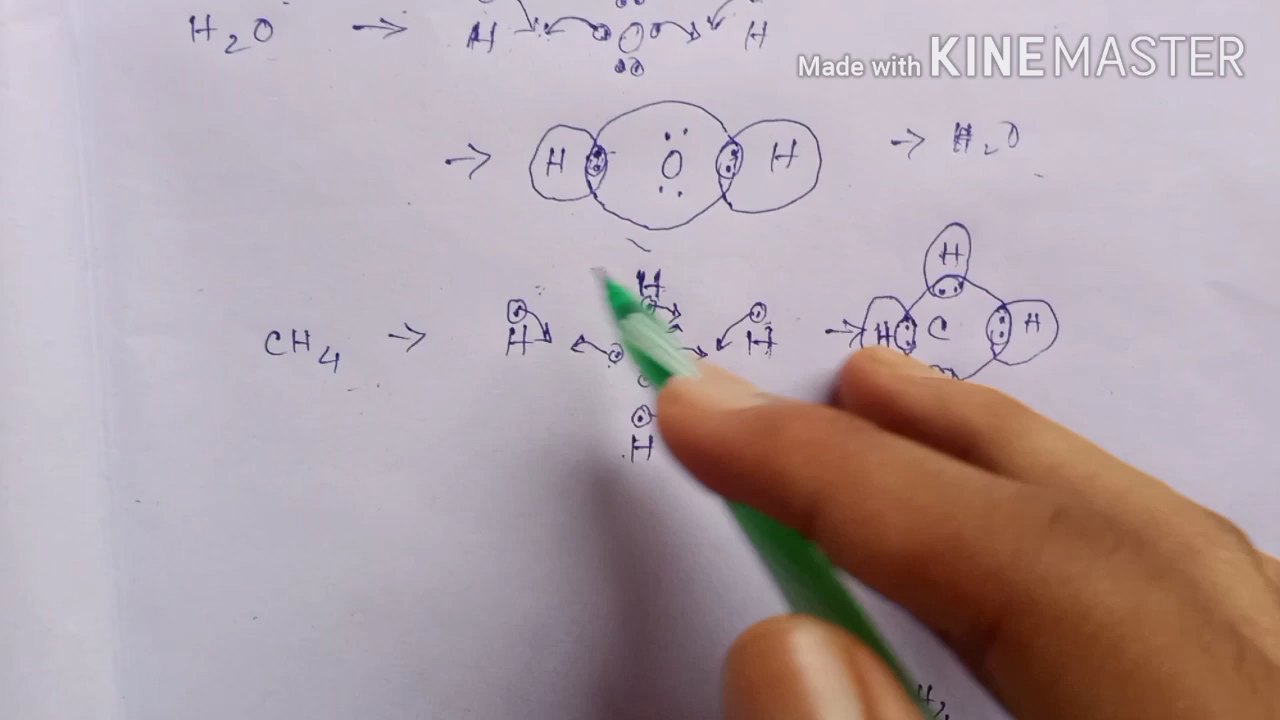 H₂O → H O H
Made with KINEMASTER
→ H O H → H₂O
H
H
CH₄ → H H → H C H
H